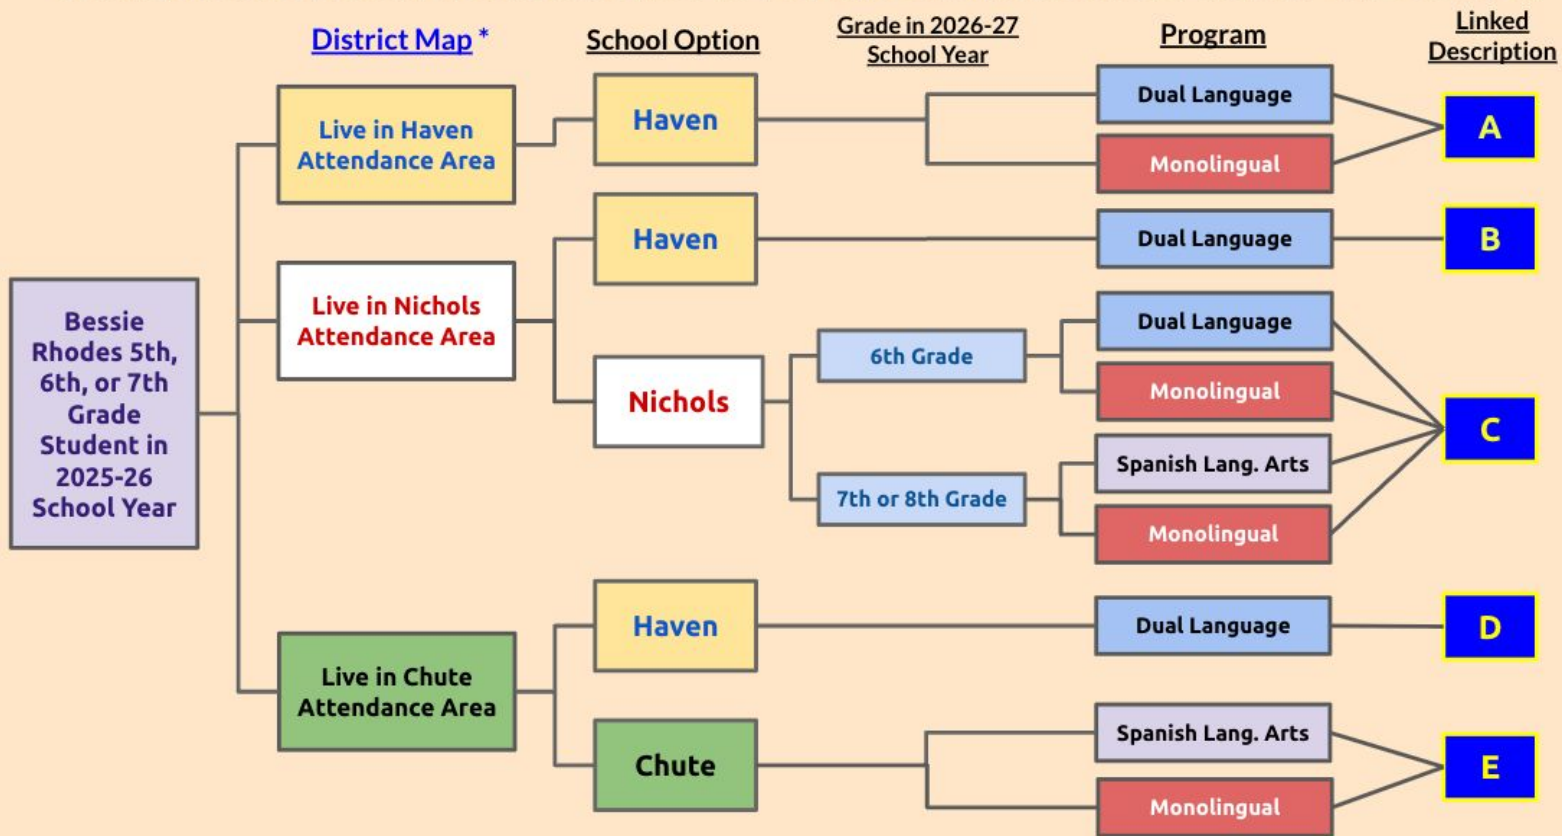 District Map *
School Option
Grade in 2026-27
School Year
Program
Linked
Description
Bessie
Rhodes 5th,
6th, or 7th
Grade
Student in
2025-26
School Year
Live in Haven
Attendance Area
Haven
Dual Language
Monolingual
A
Live in Nichols
Attendance Area
Haven
Dual Language
B
Nichols
6th Grade
Dual Language
Monolingual
7th or 8th Grade
Spanish Lang. Arts
Monolingual
C
Live in Chute
Attendance Area
Haven
Dual Language
D
Chute
Spanish Lang. Arts
Monolingual
E